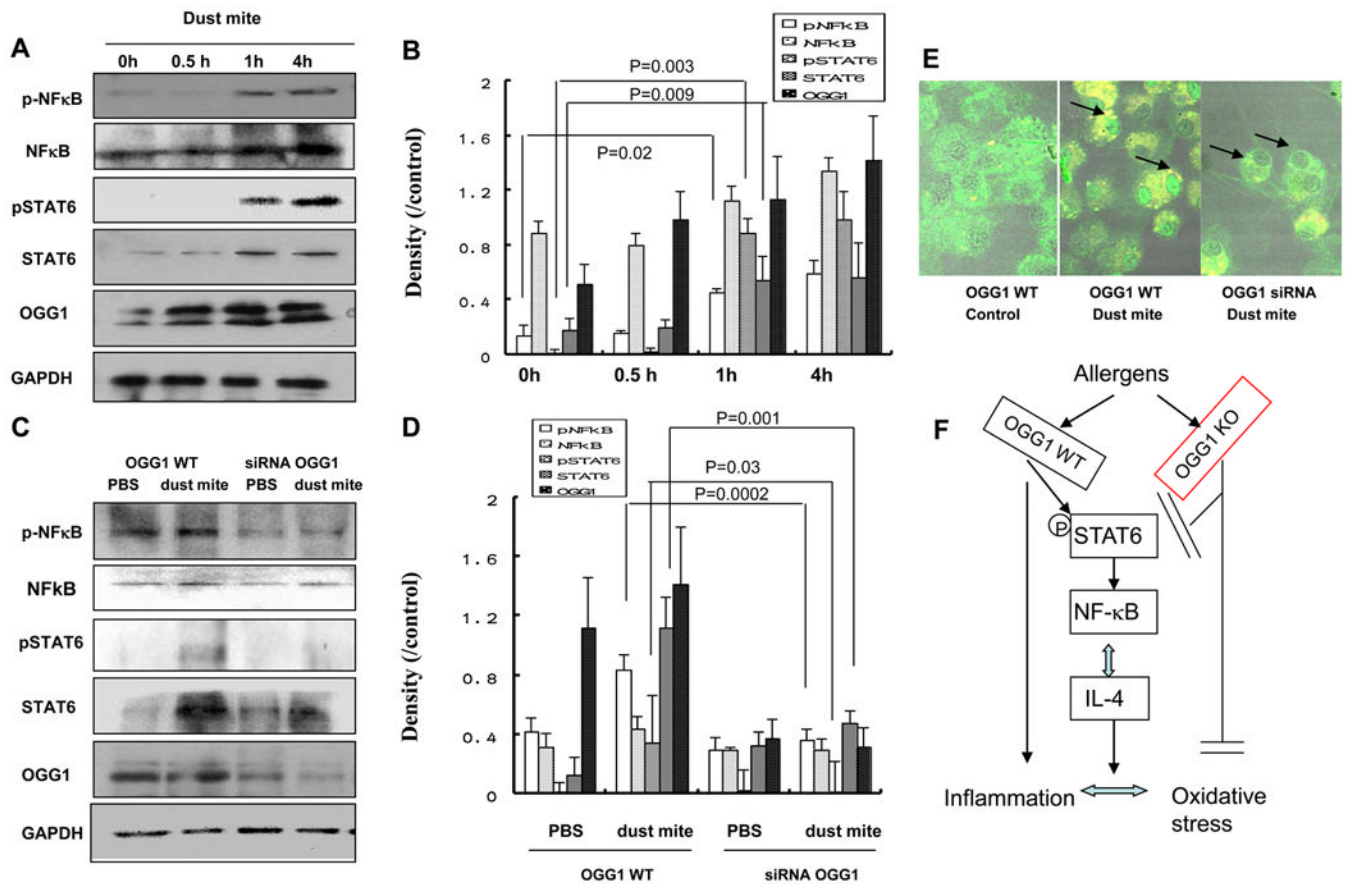 A
Dust mite
0h 0.5 h 1h 4h
p-NFκB
NFκB
pSTAT6
STAT6
OGG1
GAPDH
B
pNFkB
NFkB
pSTAT6
STAT6
OGG1
P=0.003
P=0.009
P=0.02
Density (/control)
2
1.6
1.2
0.8
0.4
0
0h 0.5 h 1h 4h
C
OGG1 WT siRNA OGG1
PBS dust mite PBS dust mite
p-NFκB
NFkB
pSTAT6
STAT6
OGG1
GAPDH
D
pNFkB
NFkB
pSTAT6
STAT6
OGG1
P=0.001
P=0.03
P=0.0002
Density (/control)
2
1.6
1.2
0.8
0.4
0
PBS dust mite PBS dust mite
OGG1 WT siRNA OGG1
E
OGG1 WT
Control
OGG1 WT
Dust mite
OGG1 siRNA
Dust mite
F
Allergens
OGG1 WT
OGG1 KO
P
STAT6
NF-κB
IL-4
Inflammation
Oxidative
stress